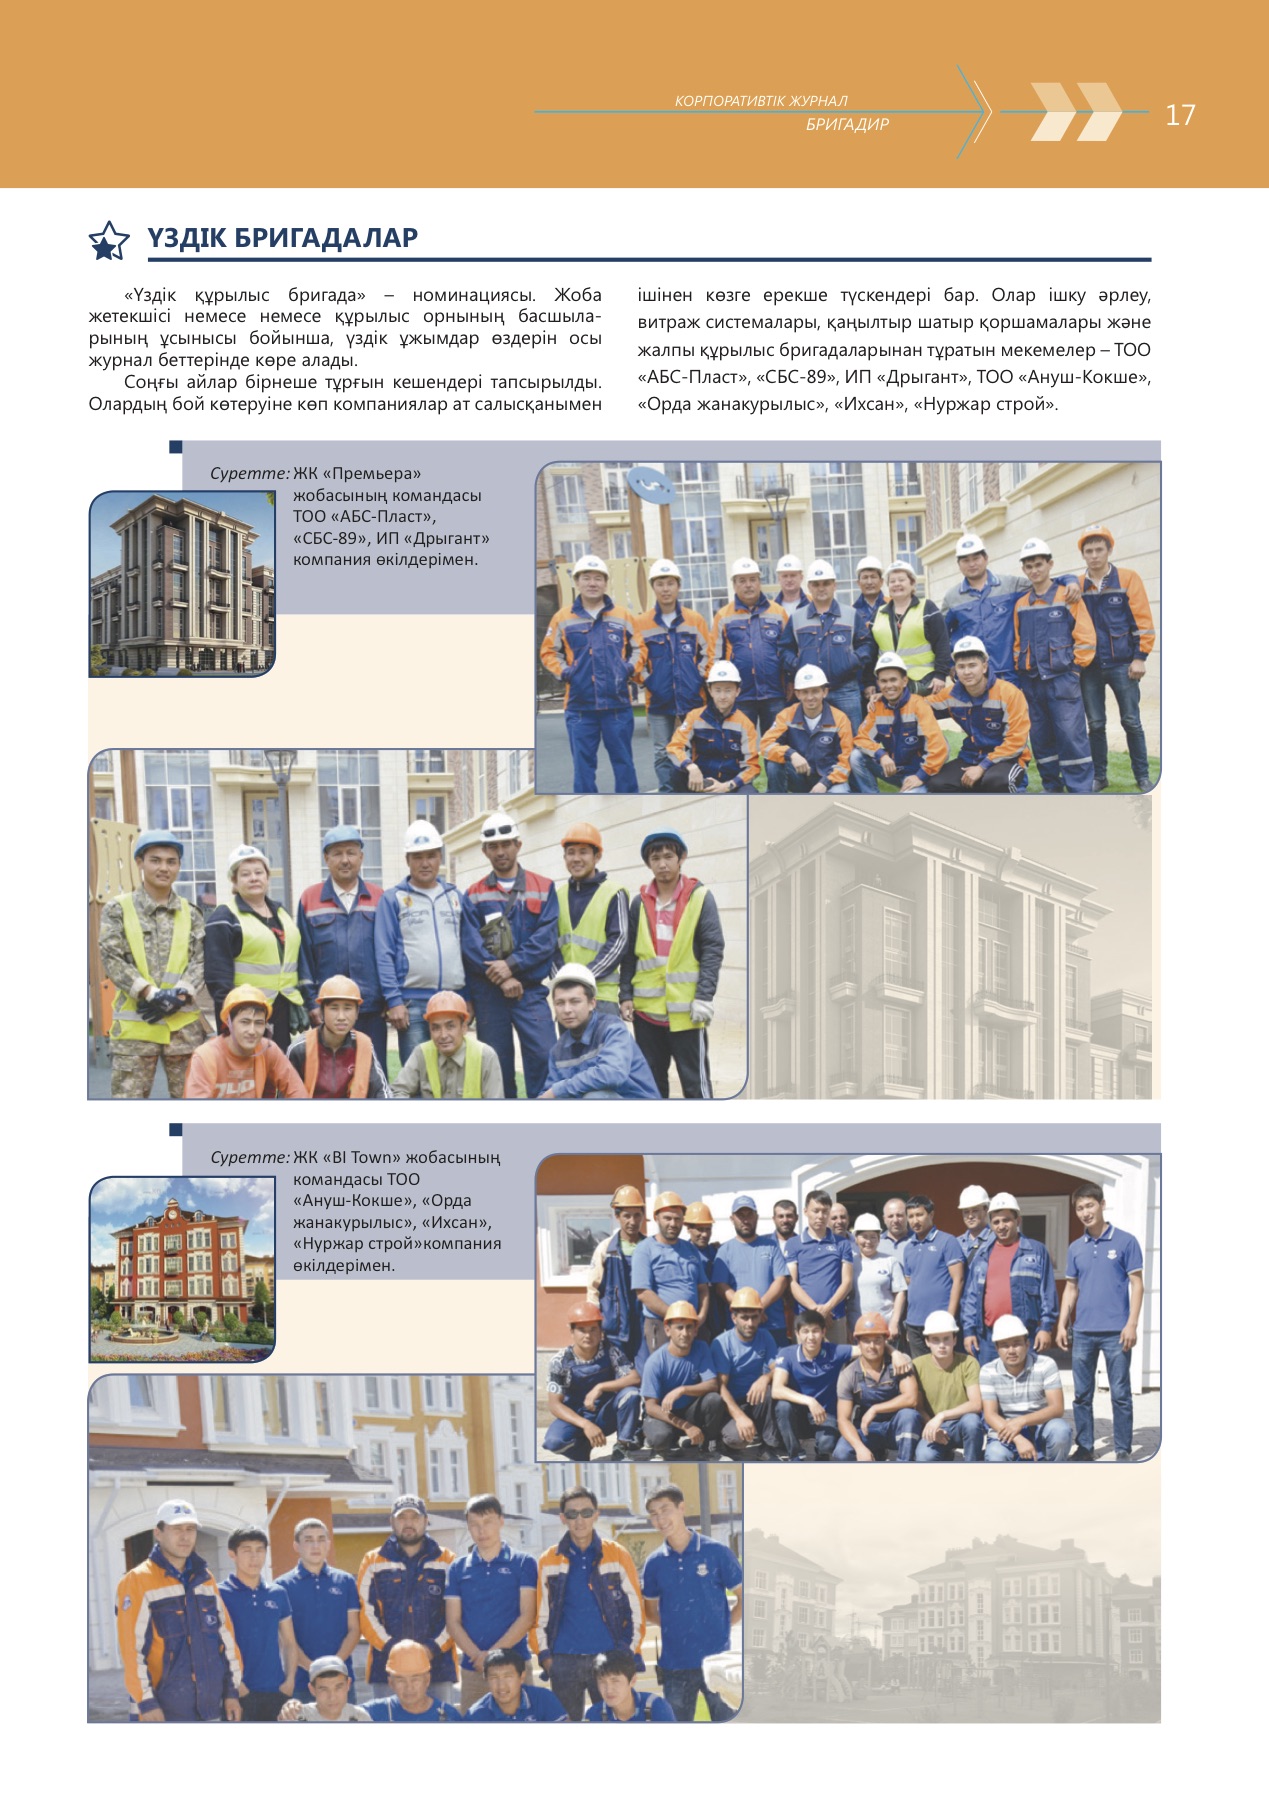 КОРПОРАТИВТІК ЖУРНАЛ
БРИГАДИР
17
ҮЗДІК БРИГАДАЛАР
«Үздік құрылыс бригада» – номинациясы. Жоба
жетекшісі немесе немесе құрылыс орнының басшыла-
рының ұсынысы бойынша, үздік ұжымдар өздерін осы
журнал беттерінде көре алады.
Соңғы айлар бірнеше тұрғын кешендері тапсырылды.
Олардың бой көтеруіне көп компаниялар ат салысқанымен
ішінен көзге ерекше түскендері бар. Олар ішку әрлеу,
витраж системалары, қаңылтыр шатыр қоршамалары және
жалпы құрылыс бригадаларынан тұратын мекемелер – ТОО
«АБС-Пласт», «СБС-89», ИП «Дрыгант», ТОО «Ануш-Кокше»,
«Орда жанакурылыс», «Ихсан», «Нуржар строй».
Суретте: ЖК «Премьера»
жобасының командасы
ТОО «АБС-Пласт»,
«СБС-89», ИП «Дрыгант»
компания өкілдерімен.
Суретте: ЖК «BI Town» жобасының
командасы ТОО
«Ануш-Кокше», «Орда
жанакурылыс», «Ихсан»,
«Нуржар строй»компания
өкілдерімен.